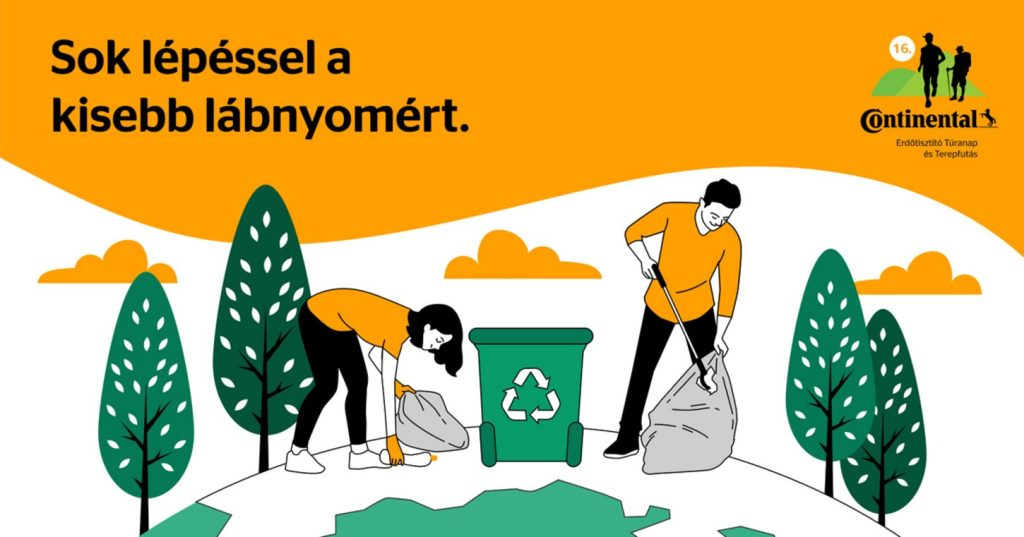 Sok lépéssel a
kisebb lábnyomért.
16.
Continental
Erdőtisztító Túranap
és Terepfutás